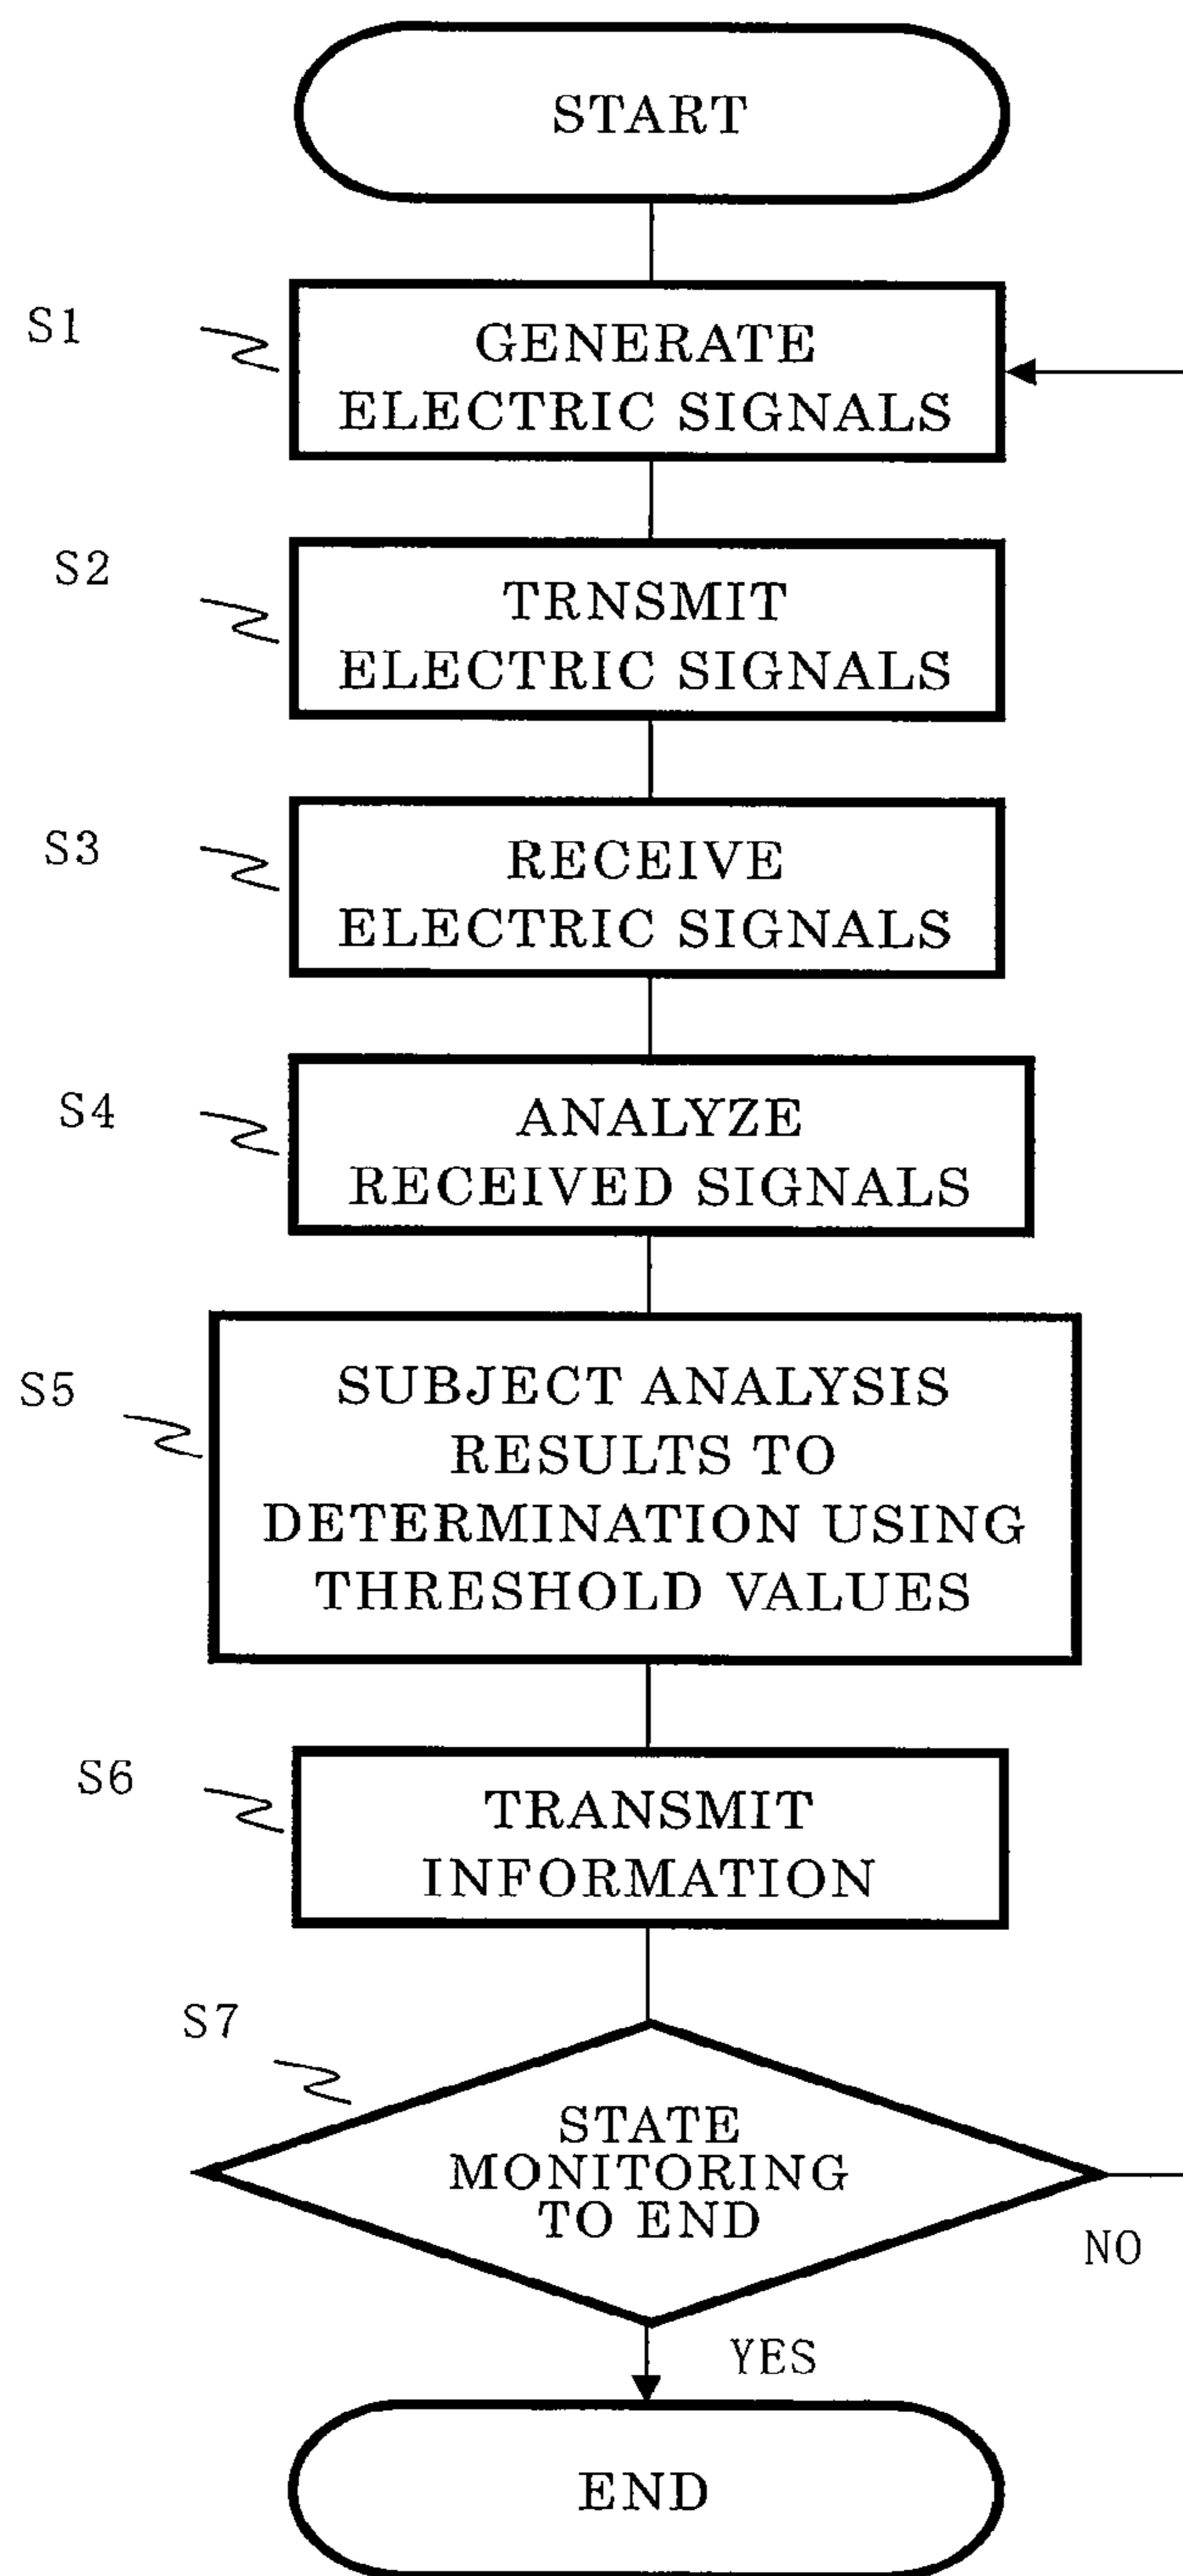 START
S1
GENERATE
ELECTRIC SIGNALS
S2
TRNSMIT
ELECTRIC SIGNALS
S3
RECEIVE
ELECTRIC SIGNALS
S4
ANALYZE
RECEIVED SIGNALS
S5
SUBJECT ANALYSIS
RESULTS TO
DETERMINATION USING
THRESHOLD VALUES
S6
TRANSMIT
INFORMATION
S7
STATE
MONITORING
TO END
NO
YES
END